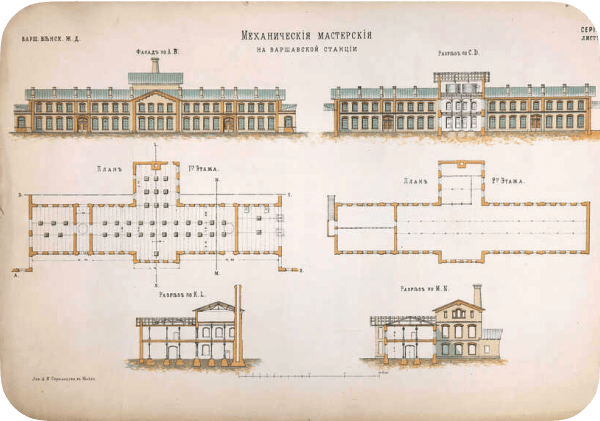 ВАРШ. ВѢНСК. Ж. Д.
МЕХАНИЧЕСКІЯ МАСТЕРСКІЯ
НА ВАРШАВСКОЙ СТАНЦІИ
СЕРІ
ЛИСТ
ФАСАДЪ ПО А. В.
РАЗРѢЗЪ ПО C. D.
ПЛАНЪ 1го ЭТАЖА.
ПЛАНЪ 2го ЭТАЖА.
А.
М.
РАЗРѢЗЪ ПО K. L.
РАЗРѢЗЪ ПО M. N.